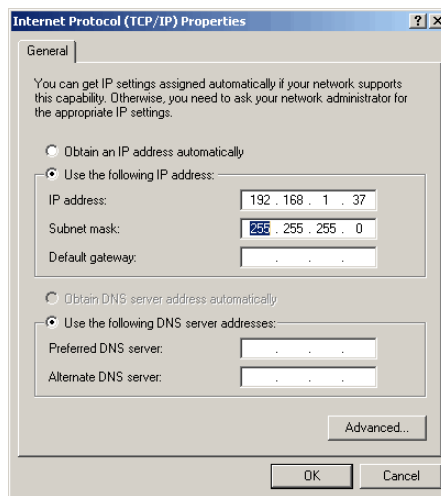 Internet Protocol (TCP/IP) Properties
General
You can get IP settings assigned automatically if your network supports
this capability. Otherwise, you need to ask your network administrator for
the appropriate IP settings.
Obtain an IP address automatically
Use the following IP address:
IP address: 192 . 168 . 1 . 37
Subnet mask: 255 . 255 . 255 . 0
Default gateway: . . .
Obtain DNS server address automatically
Use the following DNS server addresses:
Preferred DNS server: . . .
Alternate DNS server: . . .
Advanced...
OK Cancel